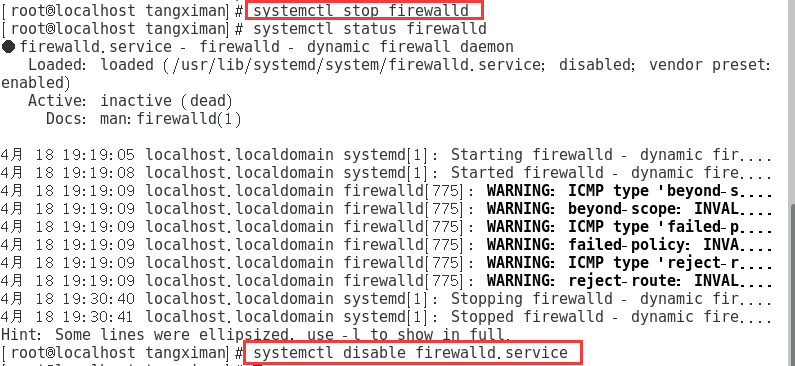 [root@localhost tangximan]# systemctl stop firewalld
[root@localhost tangximan]# systemctl status firewalld
● firewalld.service - firewalld - dynamic firewall daemon
   Loaded: loaded (/usr/lib/systemd/system/firewalld.service; disabled; vendor preset:
enabled)
   Active: inactive (dead)
     Docs: man:firewalld(1)

4月 18 19:19:05 localhost.localdomain systemd[1]: Starting firewalld - dynamic fir....
4月 18 19:19:08 localhost.localdomain systemd[1]: Started firewalld - dynamic fire....
4月 18 19:19:09 localhost.localdomain firewalld[775]: WARNING: ICMP type 'beyond-s....
4月 18 19:19:09 localhost.localdomain firewalld[775]: WARNING: beyond-scope: INVAL....
4月 18 19:19:09 localhost.localdomain firewalld[775]: WARNING: ICMP type 'failed-p....
4月 18 19:19:09 localhost.localdomain firewalld[775]: WARNING: failed-policy: INVA....
4月 18 19:19:09 localhost.localdomain firewalld[775]: WARNING: ICMP type 'reject-r....
4月 18 19:19:09 localhost.localdomain firewalld[775]: WARNING: reject-route: INVAL....
4月 18 19:30:40 localhost.localdomain systemd[1]: Stopping firewalld - dynamic fir....
4月 18 19:30:41 localhost.localdomain systemd[1]: Stopped firewalld - dynamic fire....
Hint: Some lines were ellipsized, use -l to show in full.
[root@localhost tangximan]# systemctl disable firewalld.service